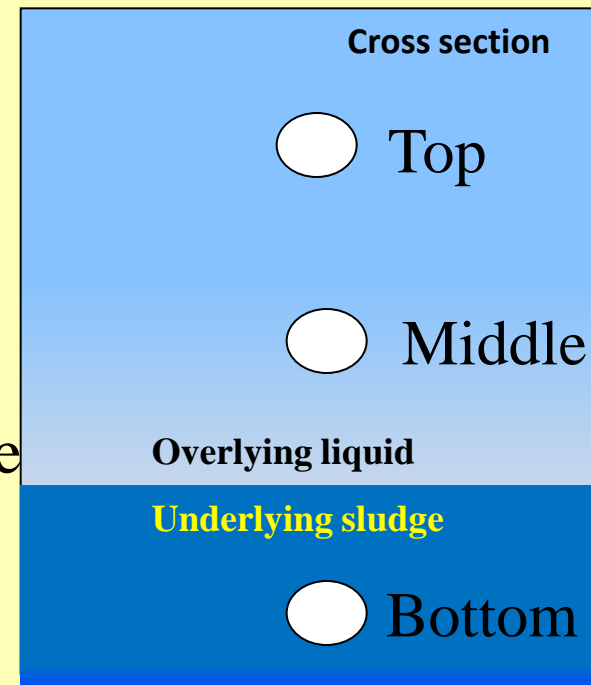 Cross section
Top
Middle
e
Overlying liquid
Underlying sludge
Bottom